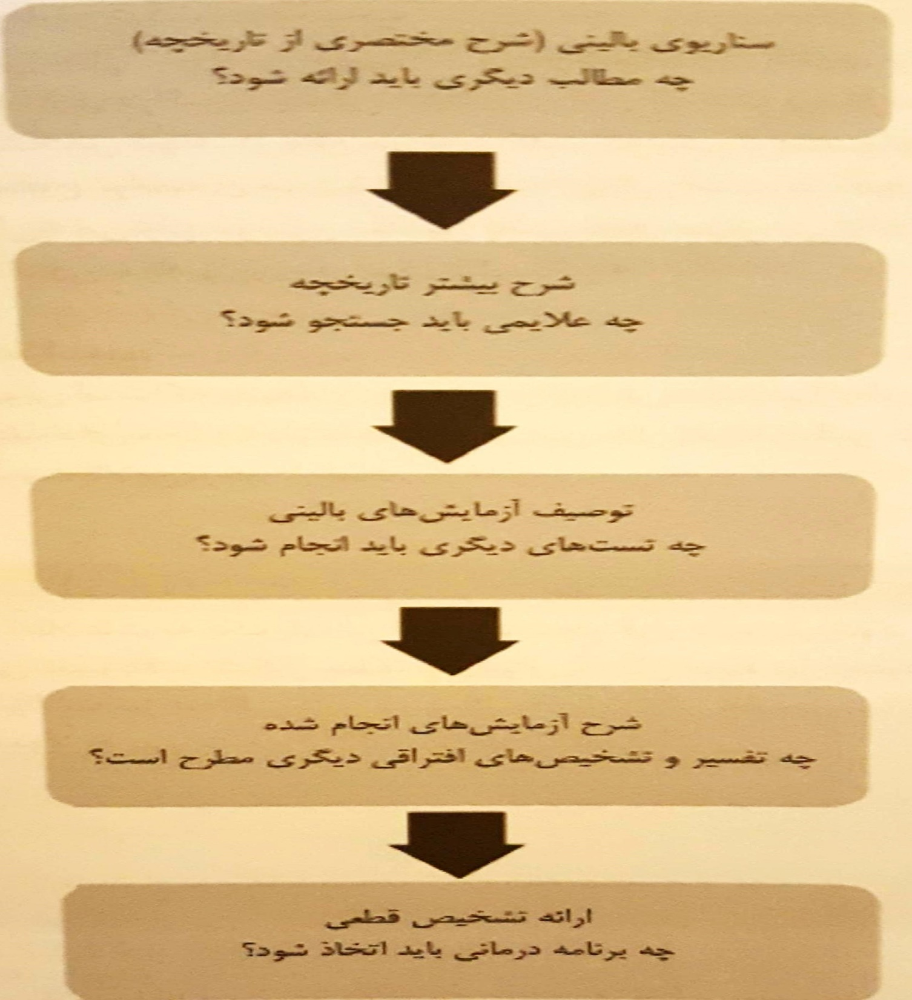 سناریوی بالینی (شرح مختصری از تاریخچه)
چه مطالب دیگری باید ارائه شود؟
شرح بیشتر تاریخچه
چه علایمی باید جستجو شود؟
توصیف آزمایش‌های بالینی
چه تست‌های دیگری باید انجام شود؟
شرح آزمایش‌های انجام شده
چه تفسیر و تشخیص‌های افتراقی دیگری مطرح است؟
ارائه تشخیص قطعی
چه برنامه درمانی باید اتخاذ شود؟